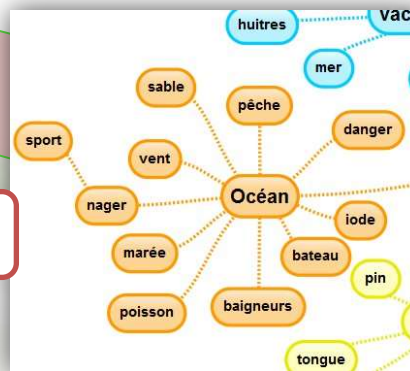 huitres
vac
mer
sable
pêche
danger
sport
vent
Océan
nager
iode
marée
bateau
pin
poisson
baigneurs
tongue